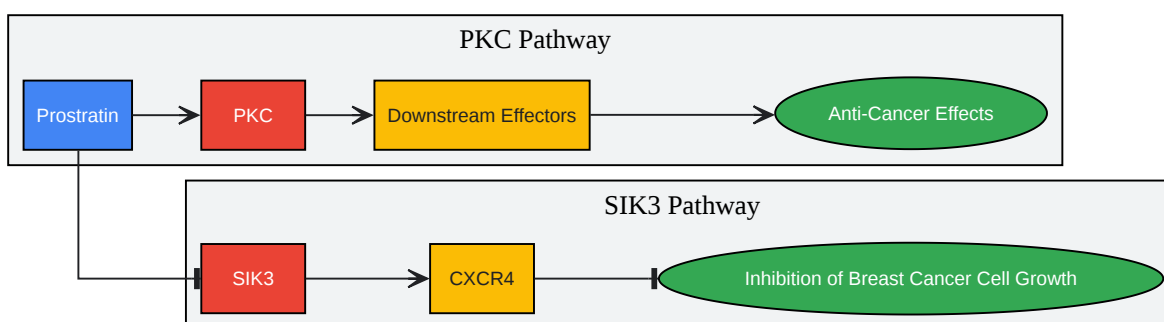 PKC Pathway
Prostratin
PKC
Downstream Effectors
Anti-Cancer Effects
SIK3 Pathway
SIK3
CXCR4
Inhibition of Breast Cancer Cell Growth